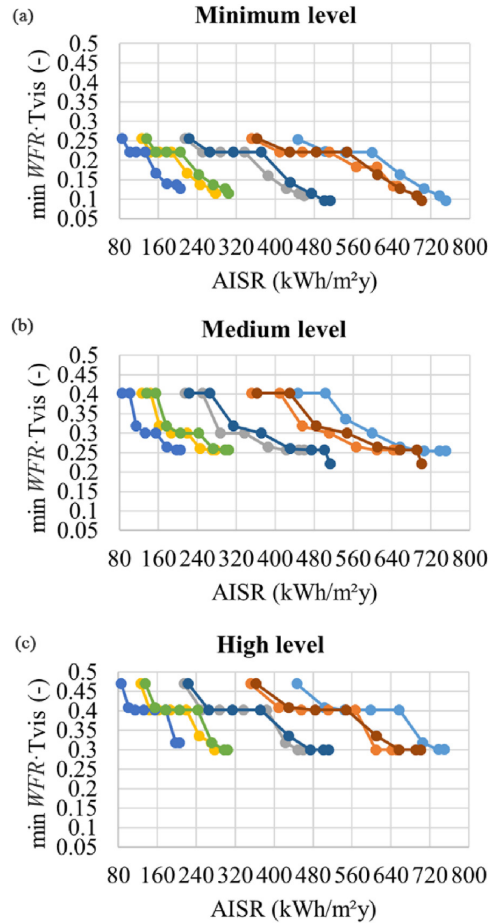 (a)
Minimum level
0.5
0.45
0.4
0.35
0.3
0.25
0.2
0.15
0.1
0.05
min WFR·Tvis (-)
80 160 240 320 400 480 560 640 720 800
AISR (kWh/m²y)
(b)
Medium level
0.5
0.45
0.4
0.35
0.3
0.25
0.2
0.15
0.1
0.05
min WFR·Tvis (-)
80 160 240 320 400 480 560 640 720 800
AISR (kWh/m²y)
(c)
High level
0.5
0.45
0.4
0.35
0.3
0.25
0.2
0.15
0.1
0.05
min WFR·Tvis (-)
80 160 240 320 400 480 560 640 720 800
AISR (kWh/m²y)